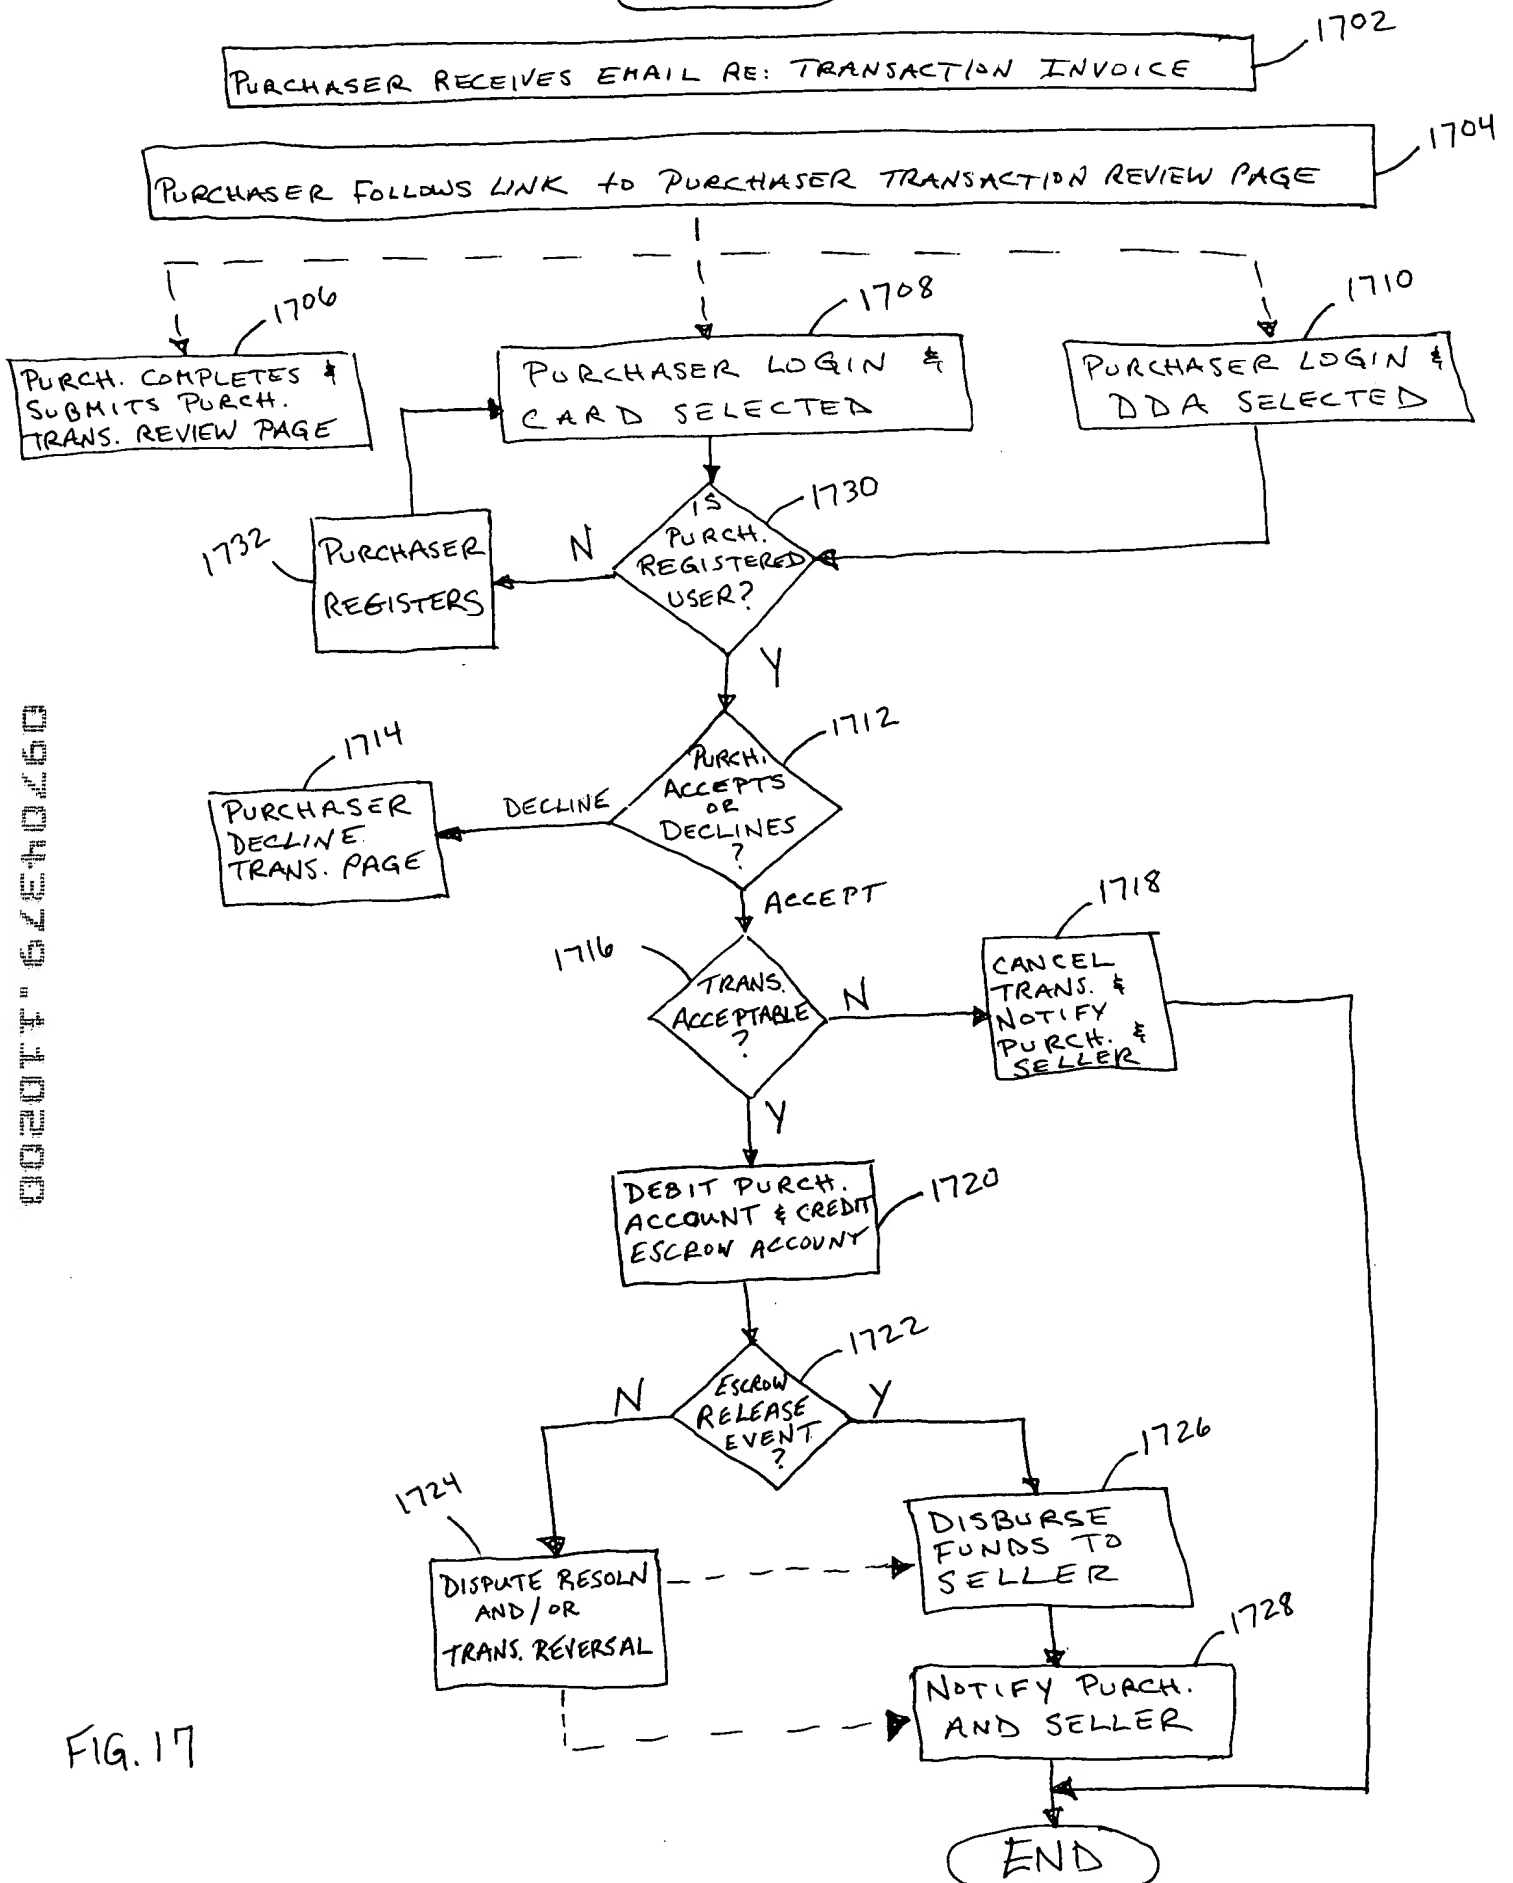 1702
PURCHASER RECEIVES EMAIL RE: TRANSACTION INVOICE
1704
PURCHASER FOLLOWS LINK to PURCHASER TRANSACTION REVIEW PAGE
1706
PURCH. COMPLETES &
SUBMITS PURCH.
TRANS. REVIEW PAGE
1708
PURCHASER LOGIN &
CARD SELECTED
1710
PURCHASER LOGIN &
DDA SELECTED
1730
IS
PURCH.
REGISTERED
USER?
N
1732
PURCHASER
REGISTERS
Y
1712
PURCH.
ACCEPTS
OR
DECLINES
?
DECLINE
1714
PURCHASER
DECLINE
TRANS. PAGE
ACCEPT
1716
TRANS.
ACCEPTABLE
?
N
1718
CANCEL
TRANS. &
NOTIFY
PURCH. &
SELLER
Y
1720
DEBIT PURCH.
ACCOUNT & CREDIT
ESCROW ACCOUNT
1722
ESCROW
RELEASE
EVENT
?
N
Y
1724
DISPUTE RESOLN
AND/OR
TRANS. REVERSAL
1726
DISBURSE
FUNDS TO
SELLER
1728
NOTIFY PURCH.
AND SELLER
END
FIG. 17
09704379.110200